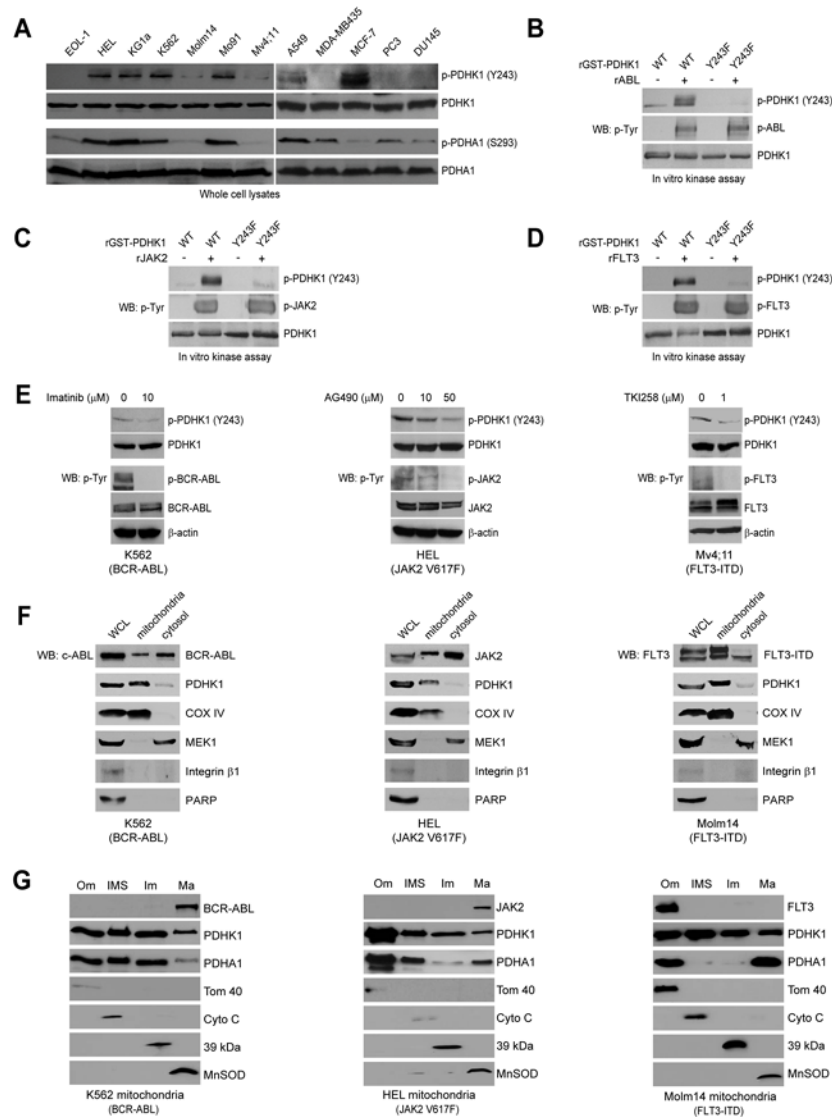 A
EOL-1 HEL KG1a K562 Molm14 Mo91 Mv4;11 A549 MDA-MB435 MCF-7 PC3 DU145
p-PDHK1 (Y243)
PDHK1
p-PDHA1 (S293)
PDHA1
Whole cell lysates
B
rGST-PDHK1 WT WT Y243F Y243F
rABL - + - +
p-PDHK1 (Y243)
WB: p-Tyr p-ABL
PDHK1
In vitro kinase assay
C
rGST-PDHK1 WT WT Y243F Y243F
rJAK2 - + - +
p-PDHK1 (Y243)
WB: p-Tyr p-JAK2
PDHK1
In vitro kinase assay
D
rGST-PDHK1 WT WT Y243F Y243F
rFLT3 - + - +
p-PDHK1 (Y243)
WB: p-Tyr p-FLT3
PDHK1
In vitro kinase assay
E
Imatinib (μM) 0 10
p-PDHK1 (Y243)
PDHK1
WB: p-Tyr p-BCR-ABL
BCR-ABL
β-actin
K562
(BCR-ABL)
AG490 (μM) 0 10 50
p-PDHK1 (Y243)
PDHK1
WB: p-Tyr p-JAK2
JAK2
β-actin
HEL
(JAK2 V617F)
TKI258 (μM) 0 1
p-PDHK1 (Y243)
PDHK1
WB: p-Tyr p-FLT3
FLT3
β-actin
Mv4;11
(FLT3-ITD)
F
WCL mitochondria cytosol
WB: c-ABL BCR-ABL
PDHK1
COX IV
MEK1
Integrin β1
PARP
K562
(BCR-ABL)
WCL mitochondria cytosol
JAK2
PDHK1
COX IV
MEK1
Integrin β1
PARP
HEL
(JAK2 V617F)
WCL mitochondria cytosol
WB: FLT3 FLT3-ITD
PDHK1
COX IV
MEK1
Integrin β1
PARP
Molm14
(FLT3-ITD)
G
Om IMS Im Ma
BCR-ABL
PDHK1
PDHA1
Tom 40
Cyto C
39 kDa
MnSOD
K562 mitochondria
(BCR-ABL)
Om IMS Im Ma
JAK2
PDHK1
PDHA1
Tom 40
Cyto C
39 kDa
MnSOD
HEL mitochondria
(JAK2 V617F)
Om IMS Im Ma
FLT3
PDHK1
PDHA1
Tom 40
Cyto C
39 kDa
MnSOD
Molm14 mitochondria
(FLT3-ITD)